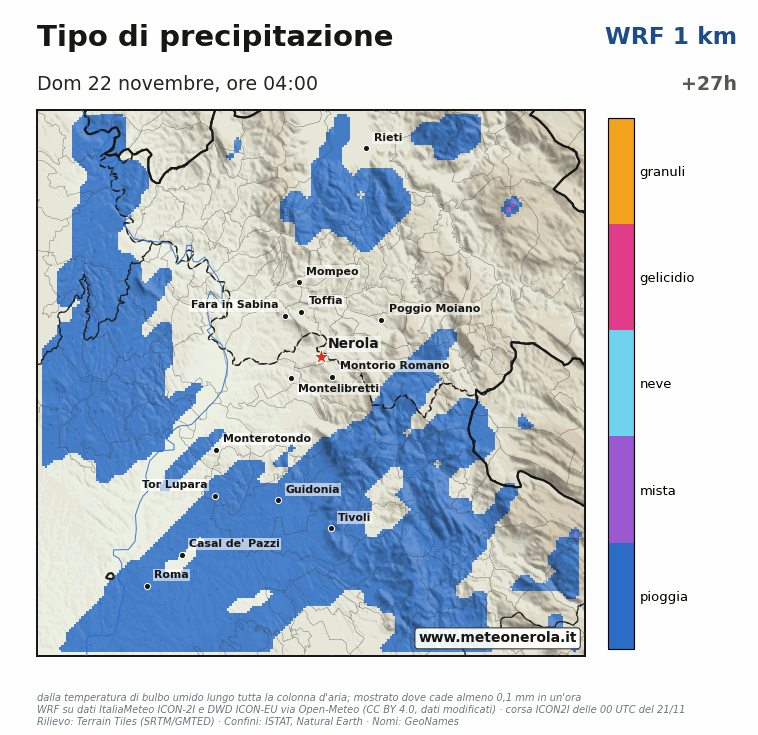 Tipo di precipitazione
WRF 1 km
Dom 22 novembre, ore 04:00
+27h
Rieti
Mompeo
Fara in Sabina
Toffia
Poggio Moiano
Nerola
Montorio Romano
Montelibretti
Monterotondo
Tor Lupara
Guidonia
Tivoli
Casal de' Pazzi
Roma
www.meteonerola.it
granuli
gelicidio
neve
mista
pioggia
dalla temperatura di bulbo umido lungo tutta la colonna d'aria; mostrato dove cade almeno 0,1 mm in un'ora
WRF su dati ItaliaMeteo ICON-2I e DWD ICON-EU via Open-Meteo (CC BY 4.0, dati modificati) · corsa ICON2I delle 00 UTC del 21/11
Rilievo: Terrain Tiles (SRTM/GMTED) · Confini: ISTAT, Natural Earth · Nomi: GeoNames